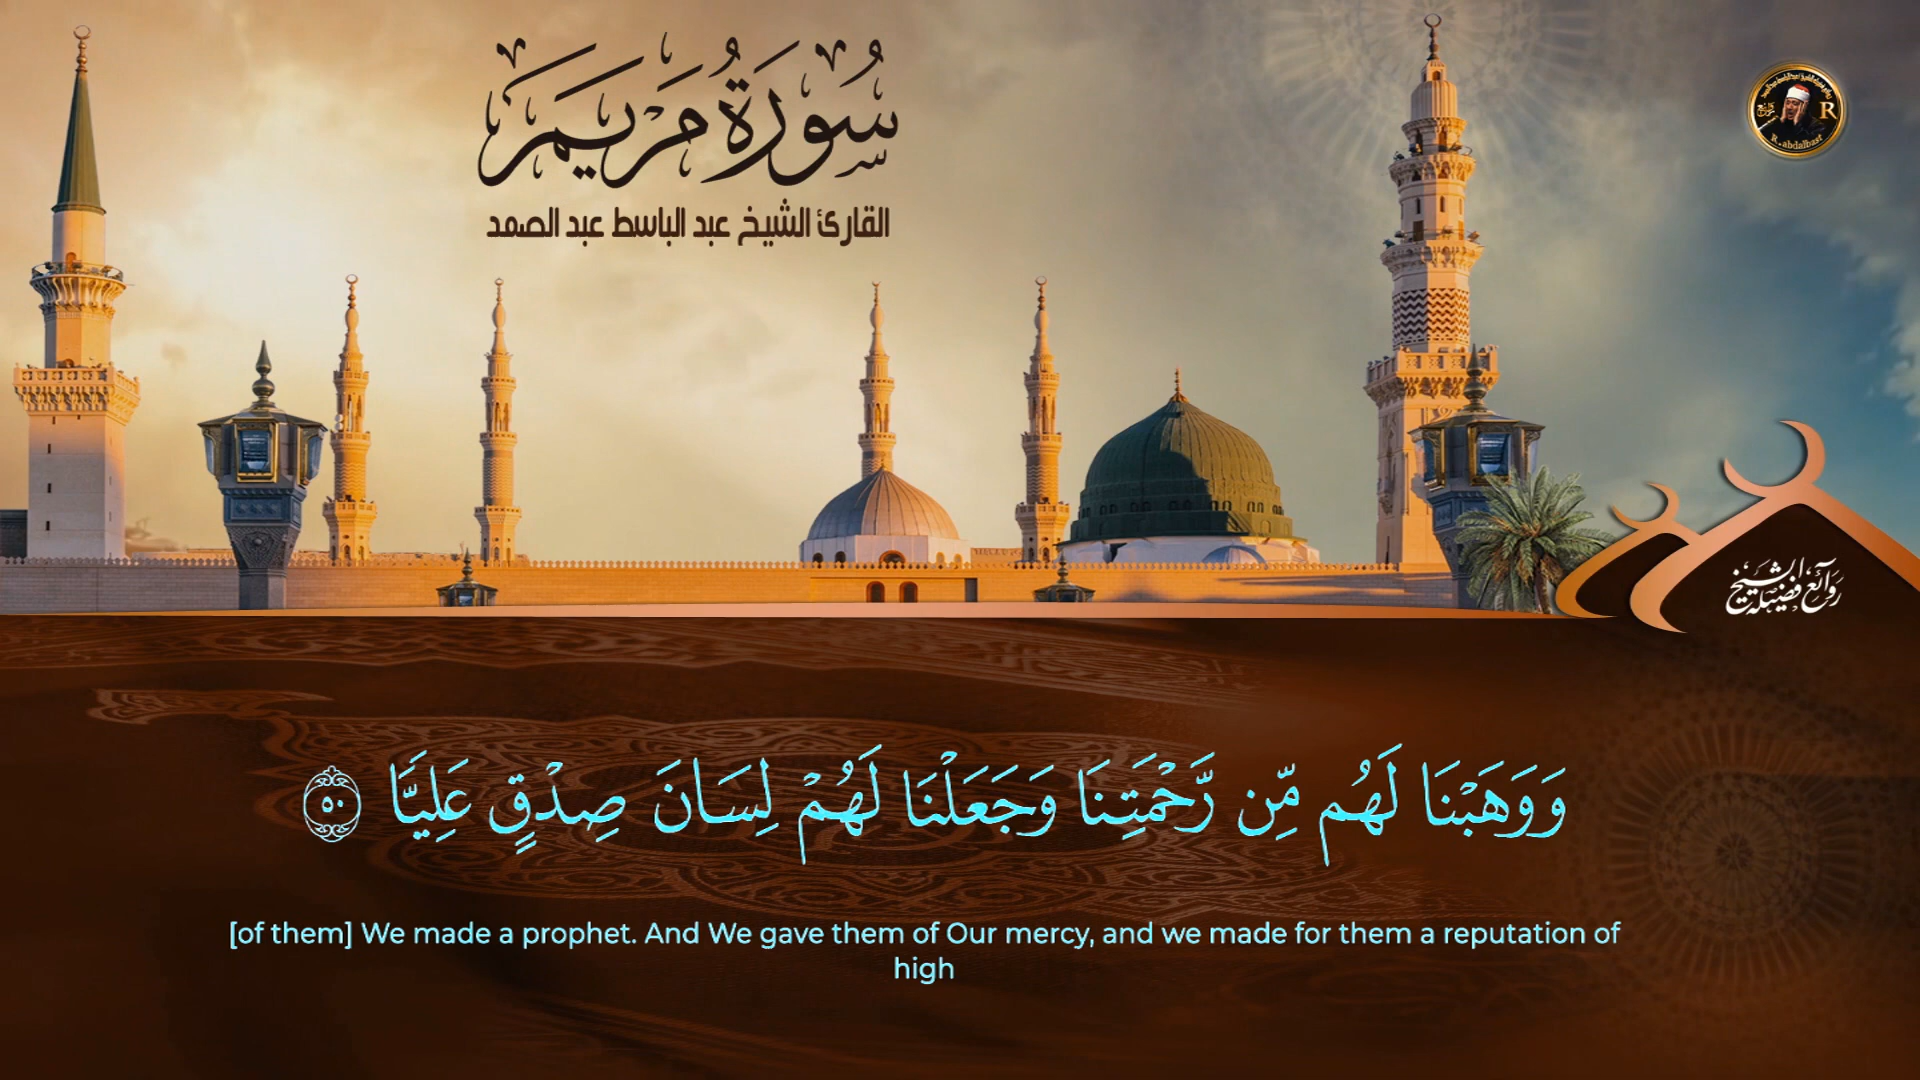 سُورَةُ مَرْيَم
القارئ الشيخ عبد الباسط عبد الصمد
R
R.abdalbast
روائع فضيلة الشيخ
وَوَهَبْنَا لَهُم مِّن رَّحْمَتِنَا وَجَعَلْنَا لَهُمْ لِسَانَ صِدْقٍ عَلِيًّا ٥٠
[of them] We made a prophet. And We gave them of Our mercy, and we made for them a reputation of
high